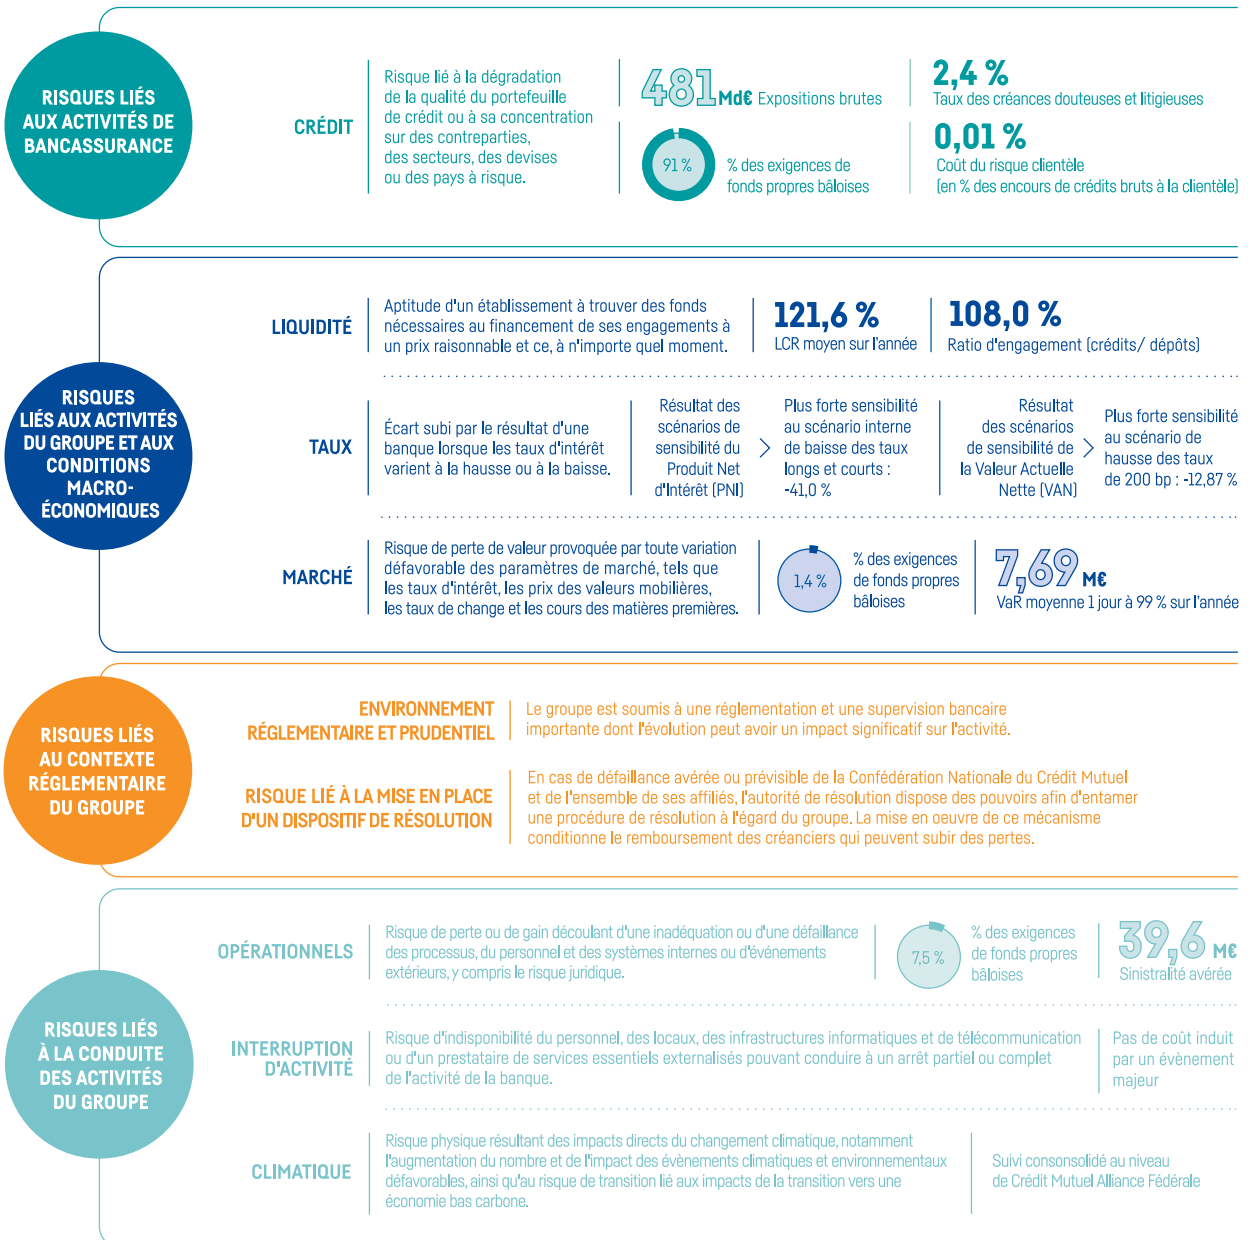 RISQUES LIÉS
AUX ACTIVITÉS DE
BANCASSURANCE
CRÉDIT
Risque lié à la dégradation
de la qualité du portefeuille
de crédit ou à sa concentration
sur des contreparties,
des secteurs, des devises
ou des pays à risque.
481 Md€ Expositions brutes
91 %
% des exigences de
fonds propres bâloises
2,4 %
Taux des créances douteuses et litigieuses
0,01 %
Coût du risque clientèle
(en % des encours de crédits bruts à la clientèle)
RISQUES
LIÉS AUX ACTIVITÉS
DU GROUPE ET AUX
CONDITIONS
MACRO-
ÉCONOMIQUES
LIQUIDITÉ
Aptitude d'un établissement à trouver des fonds
nécessaires au financement de ses engagements à
un prix raisonnable et ce, à n'importe quel moment.
121,6 %
LCR moyen sur l'année
108,0 %
Ratio d'engagement (crédits/ dépôts)
TAUX
Écart subi par le résultat d'une
banque lorsque les taux d'intérêt
varient à la hausse ou à la baisse.
Résultat des
scénarios de
sensibilité du
Produit Net
d'Intérêt (PNI)
Plus forte sensibilité
au scénario interne
de baisse des taux
longs et courts :
-41,0 %
Résultat
des scénarios
de sensibilité de
la Valeur Actuelle
Nette (VAN)
Plus forte sensibilité
au scénario de
hausse des taux
de 200 bp : -12,87 %
MARCHÉ
Risque de perte de valeur provoquée par toute variation
défavorable des paramètres de marché, tels que
les taux d'intérêt, les prix des valeurs mobilières,
les taux de change et les cours des matières premières.
1,4 %
% des exigences
de fonds propres
bâloises
7,69 M€
VaR moyenne 1 jour à 99 % sur l'année
RISQUES LIÉS
AU CONTEXTE
RÉGLEMENTAIRE
DU GROUPE
ENVIRONNEMENT
RÉGLEMENTAIRE ET PRUDENTIEL
Le groupe est soumis à une réglementation et une supervision bancaire
importante dont l'évolution peut avoir un impact significatif sur l'activité.
RISQUE LIÉ À LA MISE EN PLACE
D'UN DISPOSITIF DE RÉSOLUTION
En cas de défaillance avérée ou prévisible de la Confédération Nationale du Crédit Mutuel
et de l'ensemble de ses affiliés, l'autorité de résolution dispose des pouvoirs afin d'entamer
une procédure de résolution à l'égard du groupe. La mise en oeuvre de ce mécanisme
conditionne le remboursement des créanciers qui peuvent subir des pertes.
RISQUES LIÉS
À LA CONDUITE
DES ACTIVITÉS
DU GROUPE
OPÉRATIONNELS
Risque de perte ou de gain découlant d'une inadéquation ou d'une défaillance
des processus, du personnel et des systèmes internes ou d'événements
extérieurs, y compris le risque juridique.
7,5 %
% des exigences
de fonds propres
bâloises
39,6 M€
Sinistralité avérée
INTERRUPTION
D'ACTIVITÉ
Risque d'indisponibilité du personnel, des locaux, des infrastructures informatiques et de télécommunication
ou d'un prestataire de services essentiels externalisés pouvant conduire à un arrêt partiel ou complet
de l'activité de la banque.
Pas de coût induit
par un évènement
majeur
CLIMATIQUE
Risque physique résultant des impacts directs du changement climatique, notamment
l'augmentation du nombre et de l'impact des évènements climatiques et environnementaux
défavorables, ainsi qu'au risque de transition lié aux impacts de la transition vers une
économie bas carbone.
Suivi consonsolidé au niveau
de Crédit Mutuel Alliance Fédérale